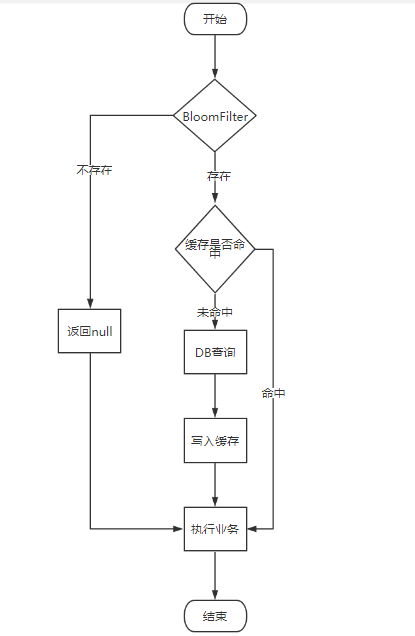 开始
BloomFilter
不存在
存在
缓存是否命
中
未命中
返回null
DB查询
命中
写入缓存
执行业务
结束